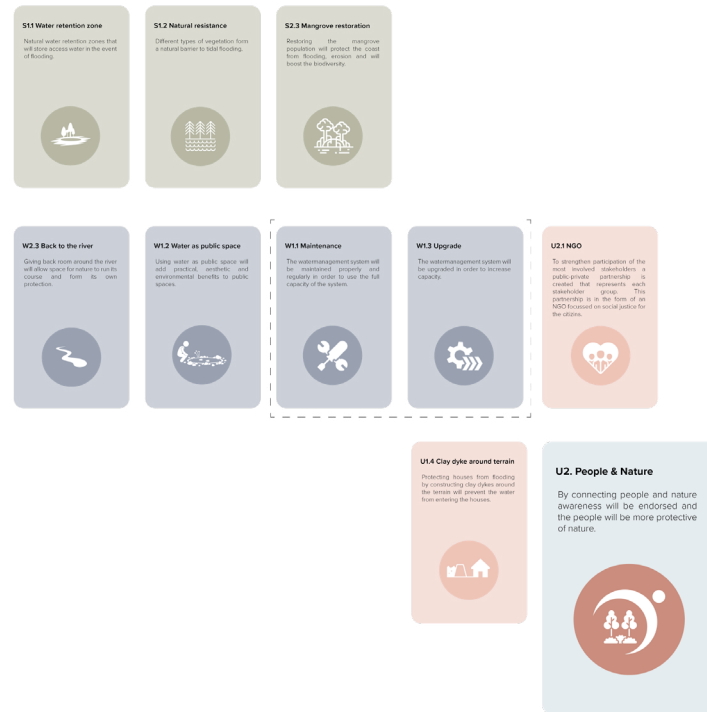 S1.1 Water retention zone
Natural water retention zones that
will store access water in the event
of flooding.
S1.2 Natural resistance
Different types of vegetation form
a natural barrier to tidal flooding.
S2.3 Mangrove restoration
Restoring the mangrove
population will protect the coast
from flooding, erosion and will
boost the biodiversity.
W2.3 Back to the river
Giving back room around the river
will allow space for nature to run its
course and form its own
protection.
W1.2 Water as public space
Using water as public space will
add practical, aesthetic and
environmental benefits to public
spaces.
W1.1 Maintenance
The watermanagement system will
be maintained properly and
regularly in order to use the full
capacity of the system.
W1.3 Upgrade
The watermanagement system will
be upgraded in order to increase
capacity.
U2.1 NGO
To strengthen participation of the
most involved stakeholders a
public-private partnership is
created that represents each
stakeholder group. This
partnership is in the form of an
NGO focussed on social justice for
the citizins.
U1.4 Clay dyke around terrain
Protecting houses from flooding
by constructing clay dykes around
the terrain will prevent the water
from entering the houses.
U2. People & Nature
By connecting people and nature
awareness will be endorsed and
the people will be more protective
of nature.